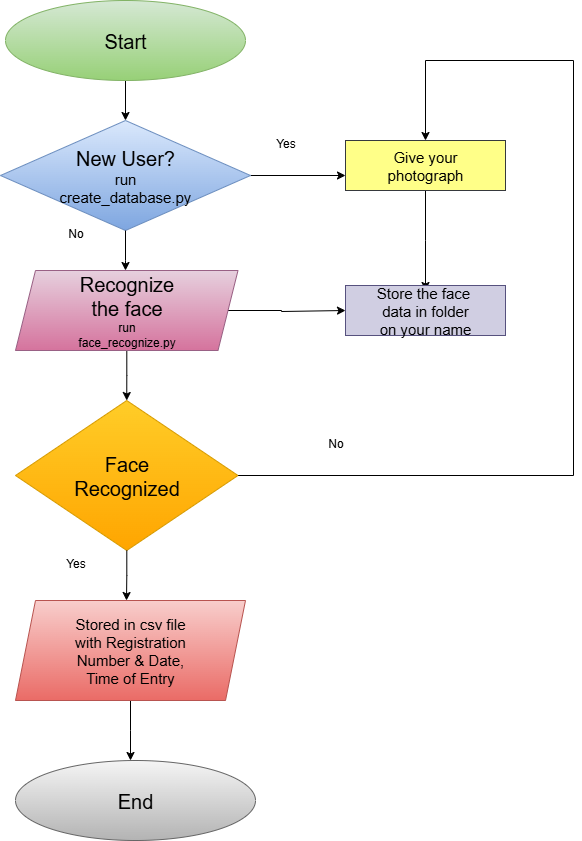 Start
New User?
run
create_database.py
Yes
Give your
photograph
No
Recognize
the face
run
face_recognize.py
Store the face
data in folder
on your name
Face
Recognized
No
Yes
Stored in csv file
with Registration
Number & Date,
Time of Entry
End